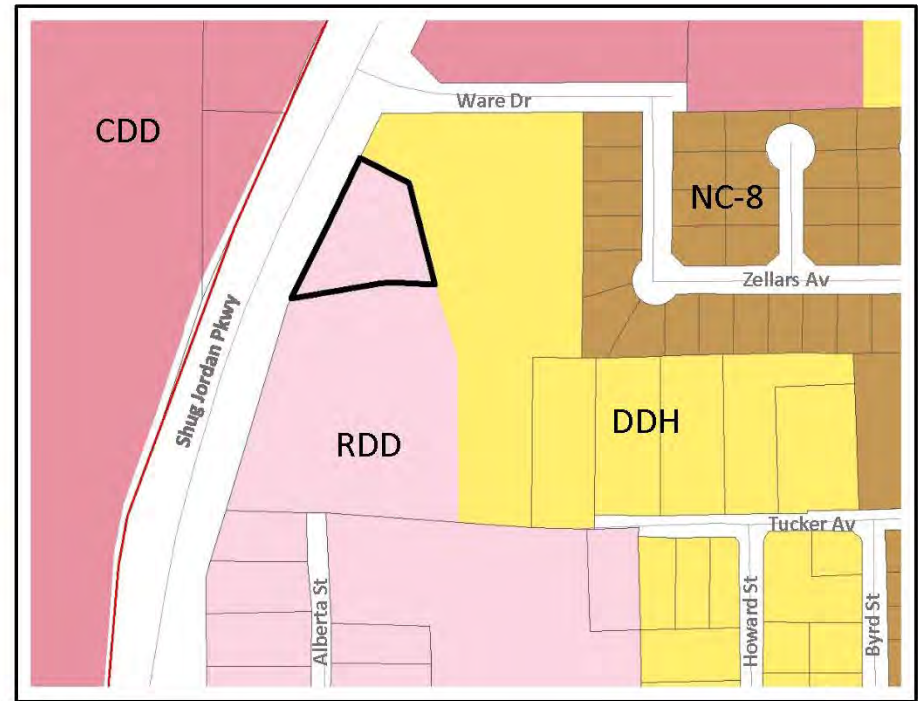 Ware Dr
CDD
NC-8
Zellars Av
Shug Jordan Pkwy
DDH
RDD
Tucker Av
Alberta St
Howard St
Byrd St